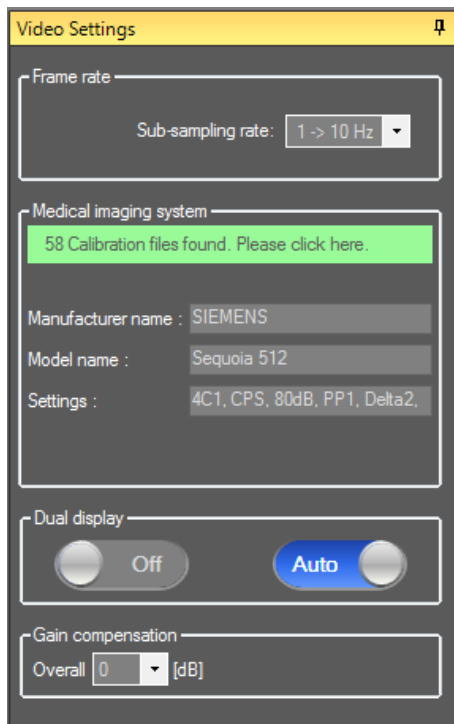 Video Settings
Frame rate
Sub-sampling rate: 1 -> 10 Hz
Medical imaging system
58 Calibration files found. Please click here.
Manufacturer name : SIEMENS
Model name : Sequoia 512
Settings : 4C1, CPS, 80dB, PP1, Delta2,
Dual display
Off Auto
Gain compensation
Overall 0 [dB]